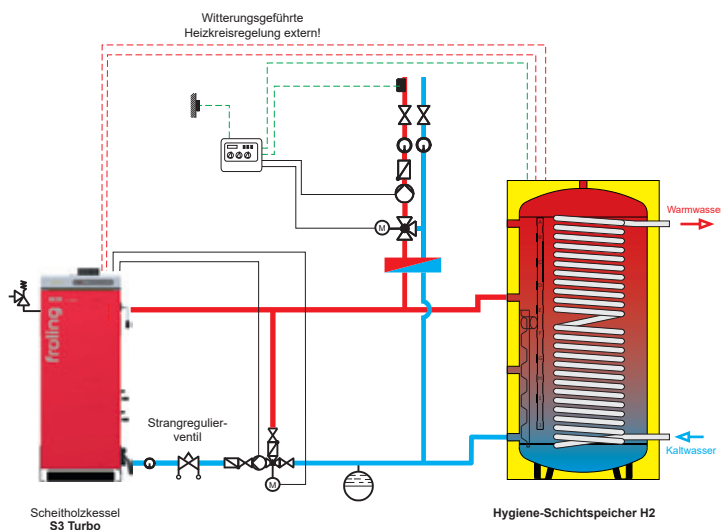 Witterungsgeführte
Heizkreisregelung extern!
Warmwasser
M
froling
Strangregulier-
ventil
M
Kaltwasser
Scheitholzkessel
S3 Turbo
Hygiene-Schichtspeicher H2